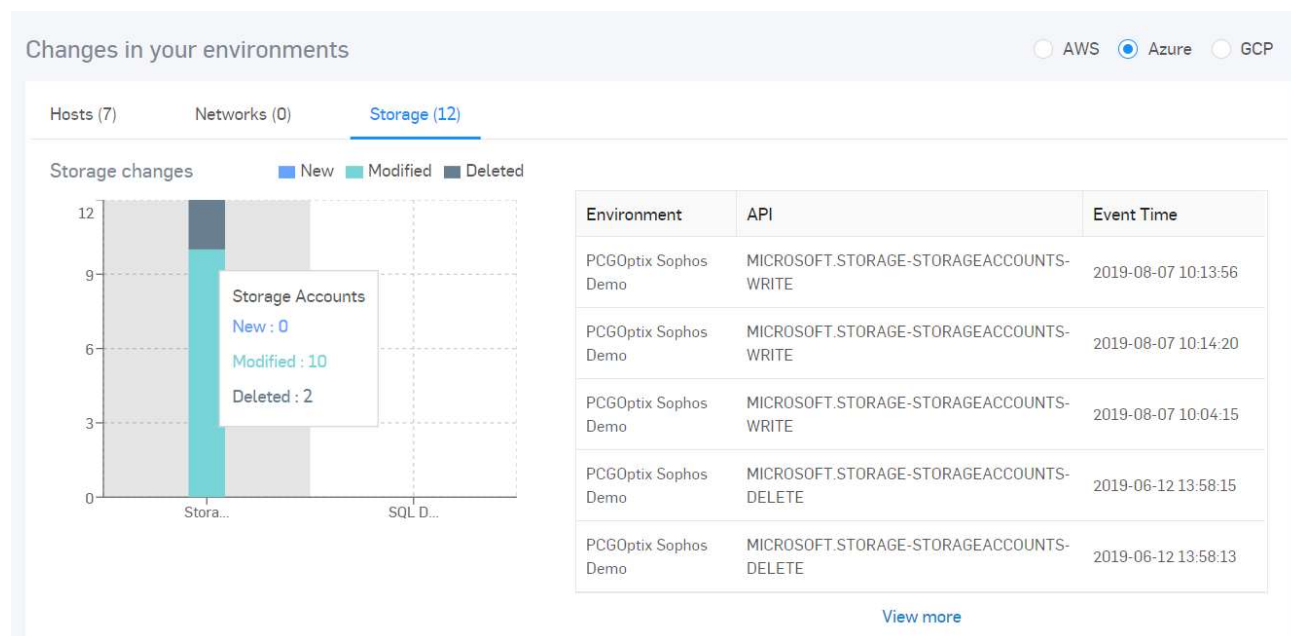 Changes in your environments
AWS Azure GCP
Hosts (7) Networks (0) Storage (12)
Storage changes New Modified Deleted
12
9
6
3
0
Storage Accounts
New : 0
Modified : 10
Deleted : 2
Stora... SQL D...
Environment API Event Time
PCGOptix Sophos MICROSOFT.STORAGE-STORAGEACCOUNTS-
Demo WRITE 2019-08-07 10:13:56
PCGOptix Sophos MICROSOFT.STORAGE-STORAGEACCOUNTS-
Demo WRITE 2019-08-07 10:14:20
PCGOptix Sophos MICROSOFT.STORAGE-STORAGEACCOUNTS-
Demo WRITE 2019-08-07 10:04:15
PCGOptix Sophos MICROSOFT.STORAGE-STORAGEACCOUNTS-
Demo DELETE 2019-06-12 13:58:15
PCGOptix Sophos MICROSOFT.STORAGE-STORAGEACCOUNTS-
Demo DELETE 2019-06-12 13:58:13
View more